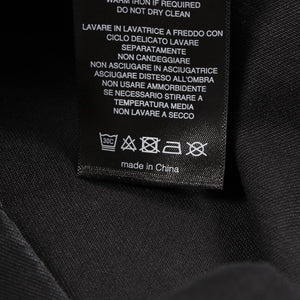 WARM IRON IF REQUIRED
DO NOT DRY CLEAN
LAVARE IN LAVATRICE A FREDDO CON
CICLO DELICATO LAVARE
SEPARATAMENTE
NON CANDEGGIARE
NON ASCIUGARE IN ASCIUGATRICE
ASCIUGARE DISTESO ALL'OMBRA
NON USARE AMMORBIDENTE
SE NECESSARIO STIRARE A
TEMPERATURA MEDIA
NON LAVARE A SECCO
30C
made in China